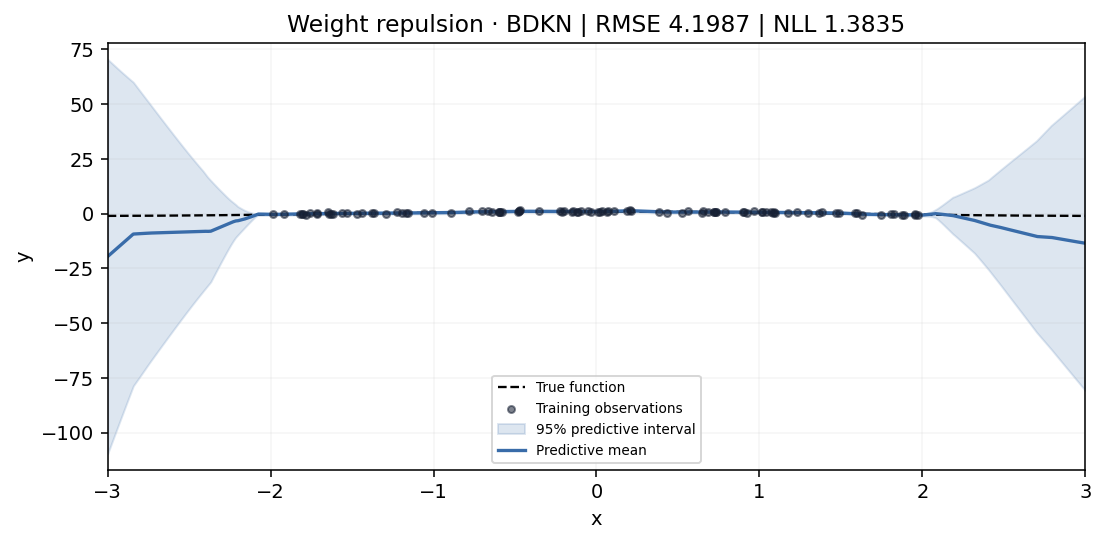 Weight repulsion · BDKN | RMSE 4.1987 | NLL 1.3835
75
50
25
0
−25
−50
−75
−100
y
True function
Training observations
95% predictive interval
Predictive mean
−3 −2 −1 0 1 2 3
x